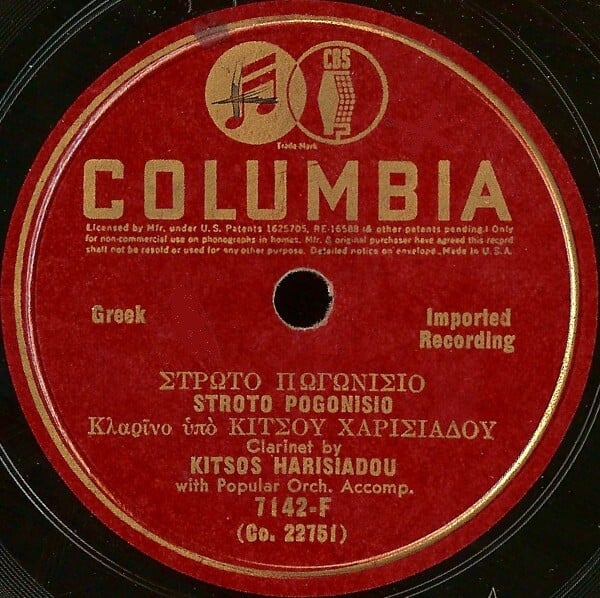 CBS
Trade Mark
COLUMBIA
Licensed by Mfr. under U.S. Patents 1625705, RE-16588 (& other patents pending.) Only
for non-commercial use on phonographs in homes. Mfr. & original purchaser have agreed this record
shall not be resold or used for any other purpose. Detailed notice on envelope. Made in U.S.A.
Greek
Imported
Recording
ΣΤΡΩΤΟ ΠΩΓΩΝΙΣΙΟ
STROTO POGONISIO
Κλαρῖνο ὑπὸ ΚΙΤΣΟΥ ΧΑΡΙΣΙΑΔΟΥ
Clarinet by
KITSOS HARISIADOU
with Popular Orch. Accomp.
7142-F
(Co. 22751)